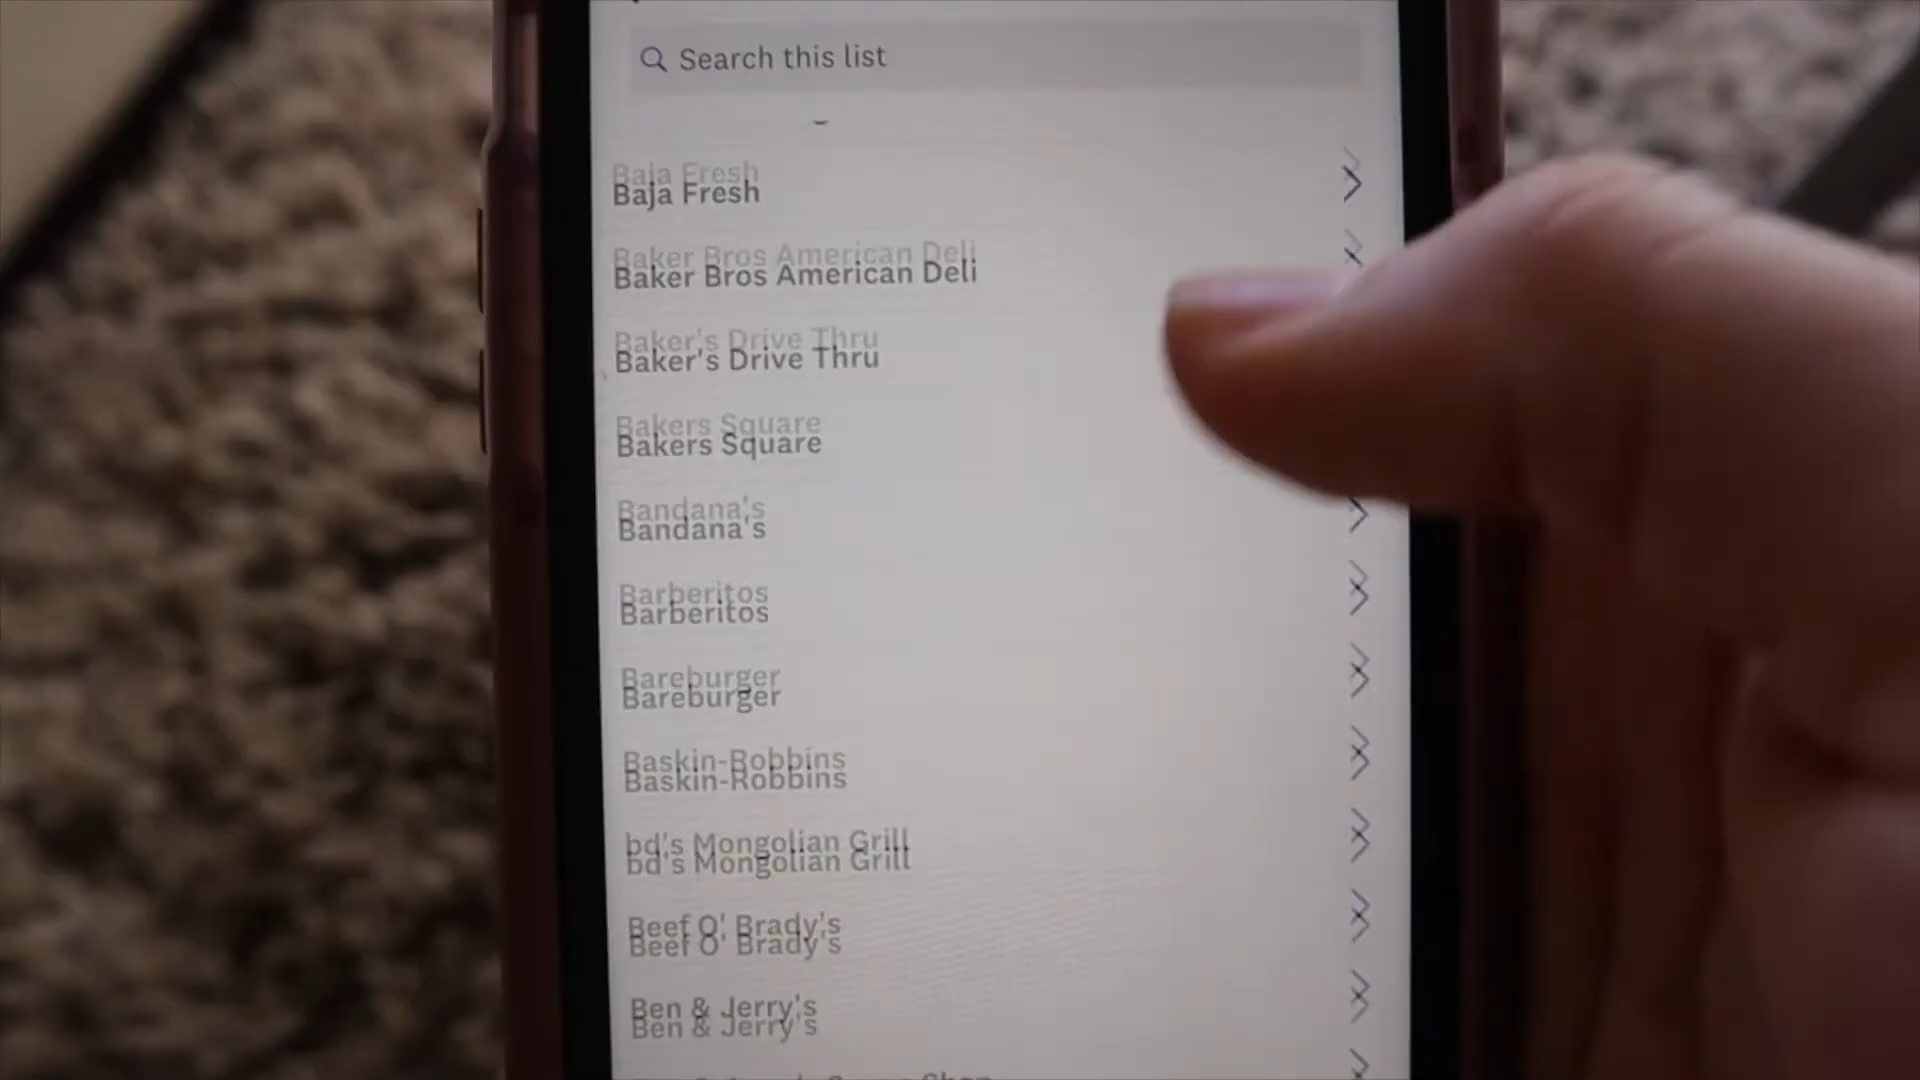 Search this list
Baja Fresh
Baker Bros American Deli
Baker's Drive Thru
Bakers Square
Bandana's
Barberitos
Bareburger
Baskin-Robbins
bd's Mongolian Grill
Beef O' Brady's
Ben & Jerry's